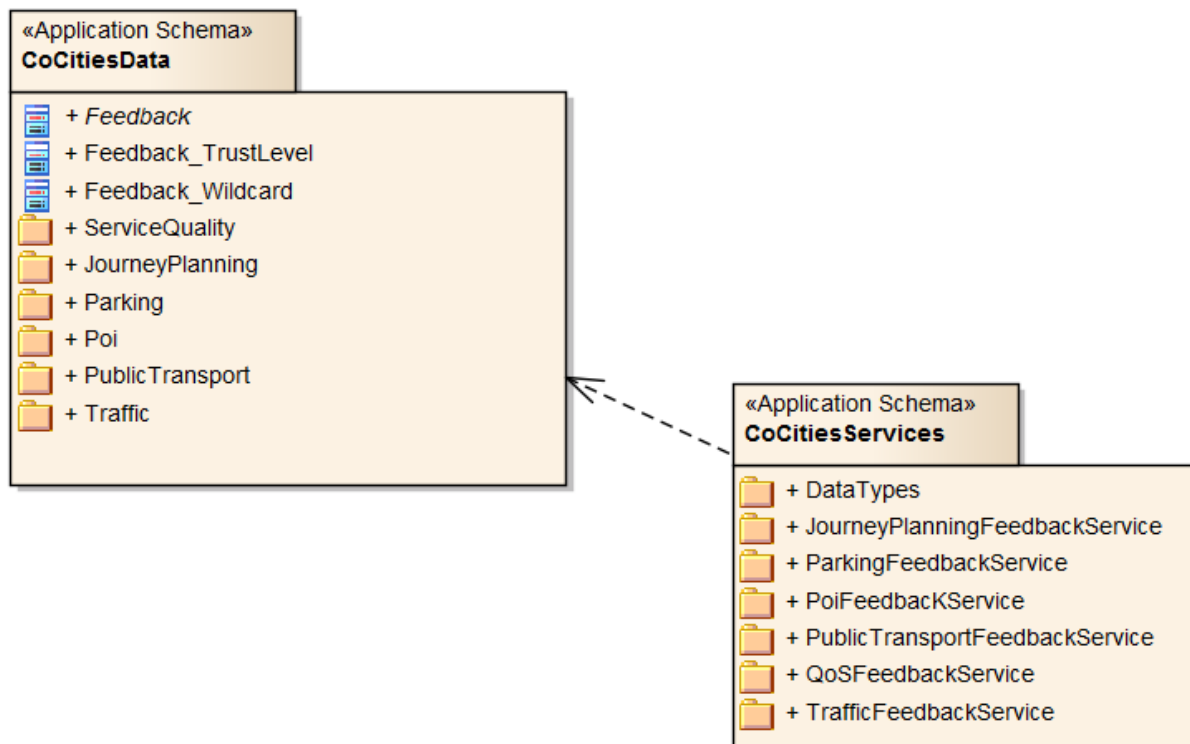 «Application Schema»
CoCitiesData
+ Feedback
+ Feedback_TrustLevel
+ Feedback_Wildcard
+ ServiceQuality
+ JourneyPlanning
+ Parking
+ Poi
+ PublicTransport
+ Traffic
«Application Schema»
CoCitiesServices
+ DataTypes
+ JourneyPlanningFeedbackService
+ ParkingFeedbackService
+ PoiFeedbacKService
+ PublicTransportFeedbackService
+ QoSFeedbackService
+ TrafficFeedbackService